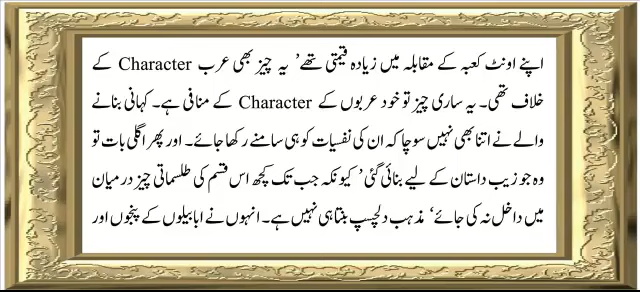 اپنے اونٹ کعبہ کے مقابلہ میں زیادہ قیمتی تھے‘ یہ چیز بھی عرب Character کے
خلاف تھی۔ یہ ساری چیز تو خود عربوں کے Character کے منافی ہے۔ کہانی بنانے
والے نے اتنا بھی نہیں سوچا کہ ان کی نفسیات کو ہی سامنے رکھا جائے۔ اور پھر اگلی بات تو
وہ جو زیب داستان کے لیے بنائی گئی‘ کیونکہ جب تک کچھ اس قسم کی طلسماتی چیز درمیان
میں داخل نہ کی جائے‘ مذہب دلچسپ بنتا ہی نہیں ہے۔ انہوں نے ابابیلوں کے پنجوں اور